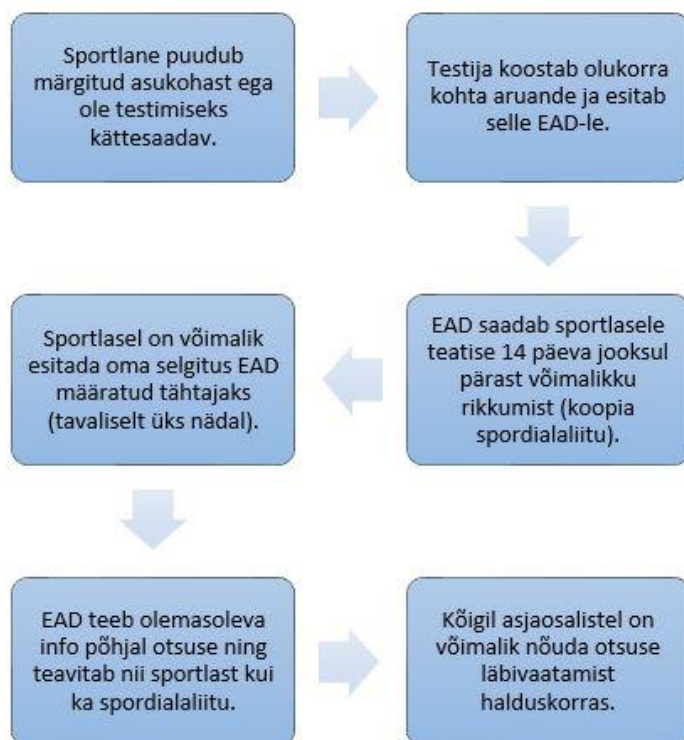 Sportlane puudub
märgitud asukohast ega
ole testimiseks
kättesaadav.
Testija koostab olukorra
kohta aruande ja esitab
selle EAD-le.
EAD saadab sportlasele
teatise 14 päeva jooksul
pärast võimalikku
rikkumist (koopia
spordialaliitu).
Sportlasel on võimalik
esitada oma selgitus EAD
määratud tähtajaks
(tavaliselt üks nädal).
EAD teeb olemasoleva
info põhjal otsuse ning
teavitab nii sportlast kui
ka spordialaliitu.
Kõigil asjaosalistel on
võimalik nõuda otsuse
läbivaatamist
halduskorras.